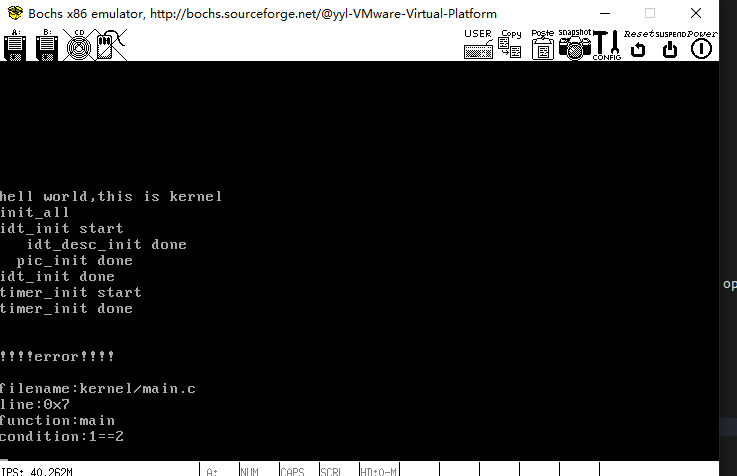 Bochs x86 emulator, http://bochs.sourceforge.net/@yyl-VMware-Virtual-Platform
A: B: CD USER Copy Paste snapshot CONFIG Reset SUSPEND Power
hell world,this is kernel
init_all
idt_init start
idt_desc_init done
pic_init done
idt_init done
timer_init start
timer_init done
op
!!!!error!!!!
filename:kernel/main.c
line:0x7
function:main
condition:1==2
IPS: 40.262M A: NUM CAPS SCRL HD:0-M